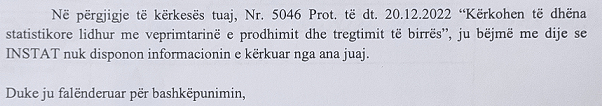 Në përgjigje të kërkesës tuaj, Nr. 5046 Prot. të dt. 20.12.2022 “Kërkohen të dhëna
statistikore lidhur me veprimtarinë e prodhimit dhe tregtimit të birrës”, ju bëjmë me dije se
INSTAT nuk disponon informacionin e kërkuar nga ana juaj.
Duke ju falënderuar për bashkëpunimin,